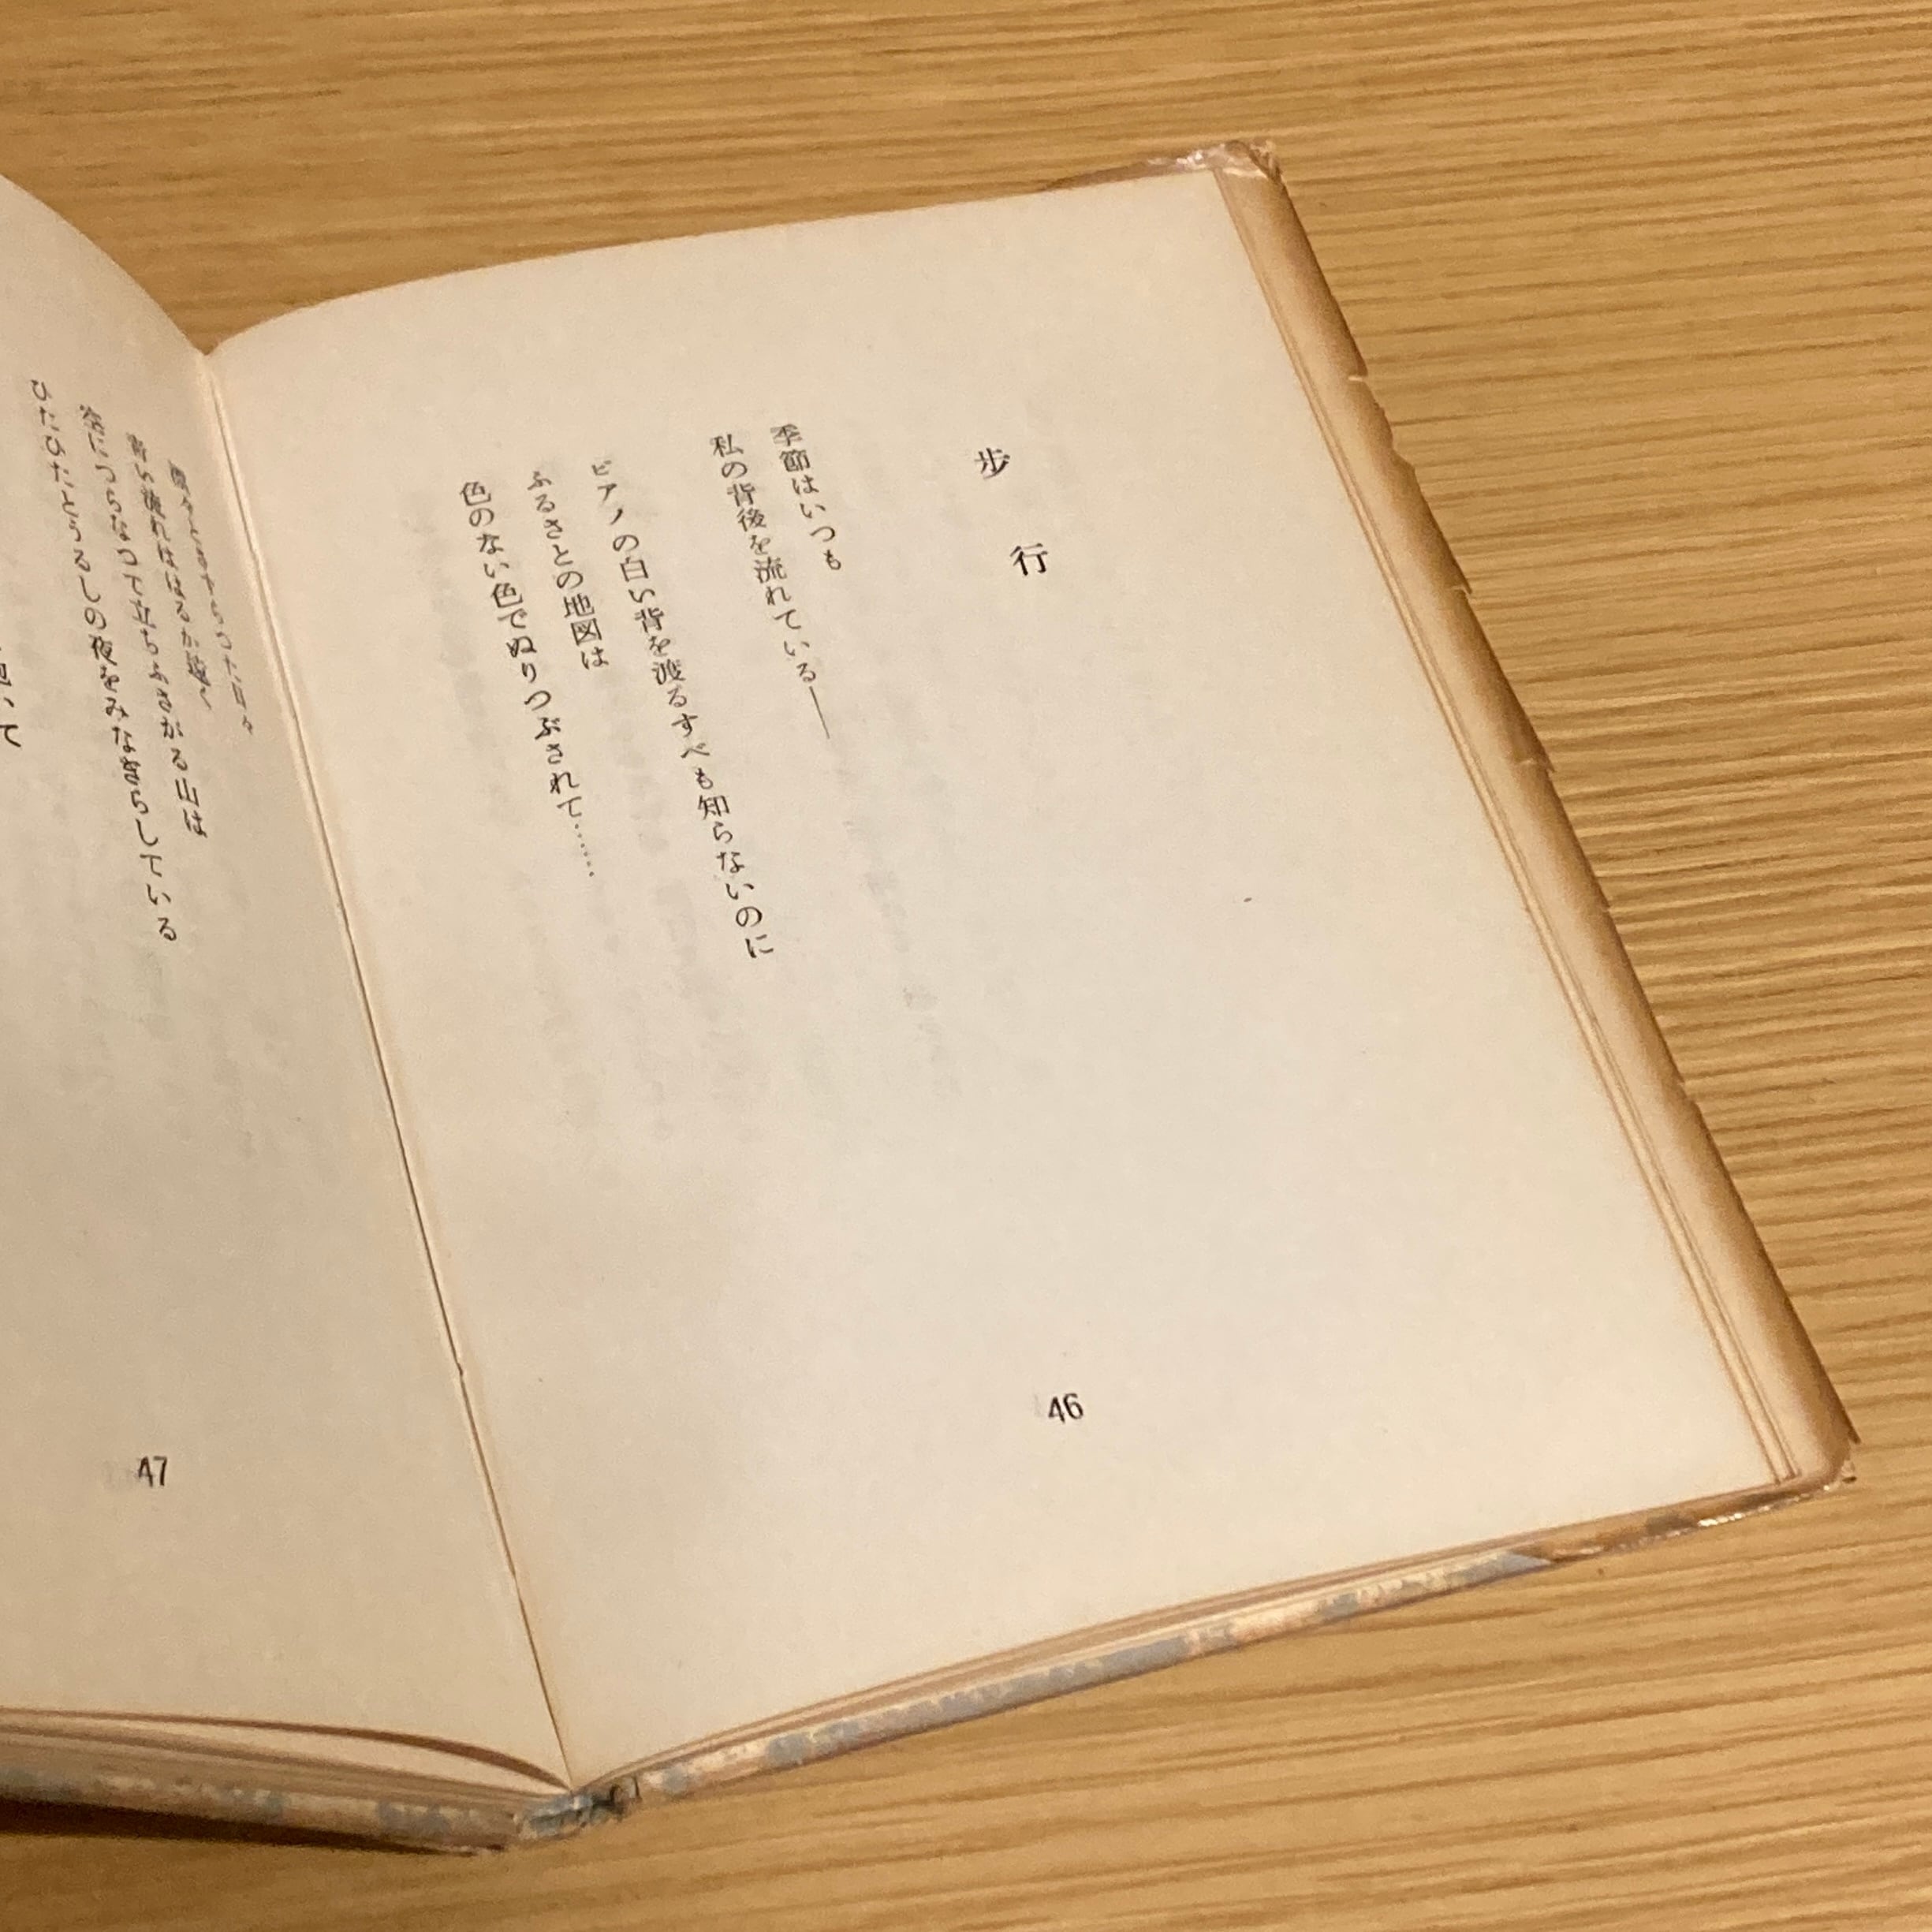 歩行
季節はいつも
私の背後を流れている──
ピアノの白い背を渡るすべも知らないのに
ふるさとの地図は
色のない色でぬりつぶされて……
46
青い流れははるか遠く
空につらなつて立ちふさがる山は
ひたひたとうるしの夜をみなぎらしている
いて
47